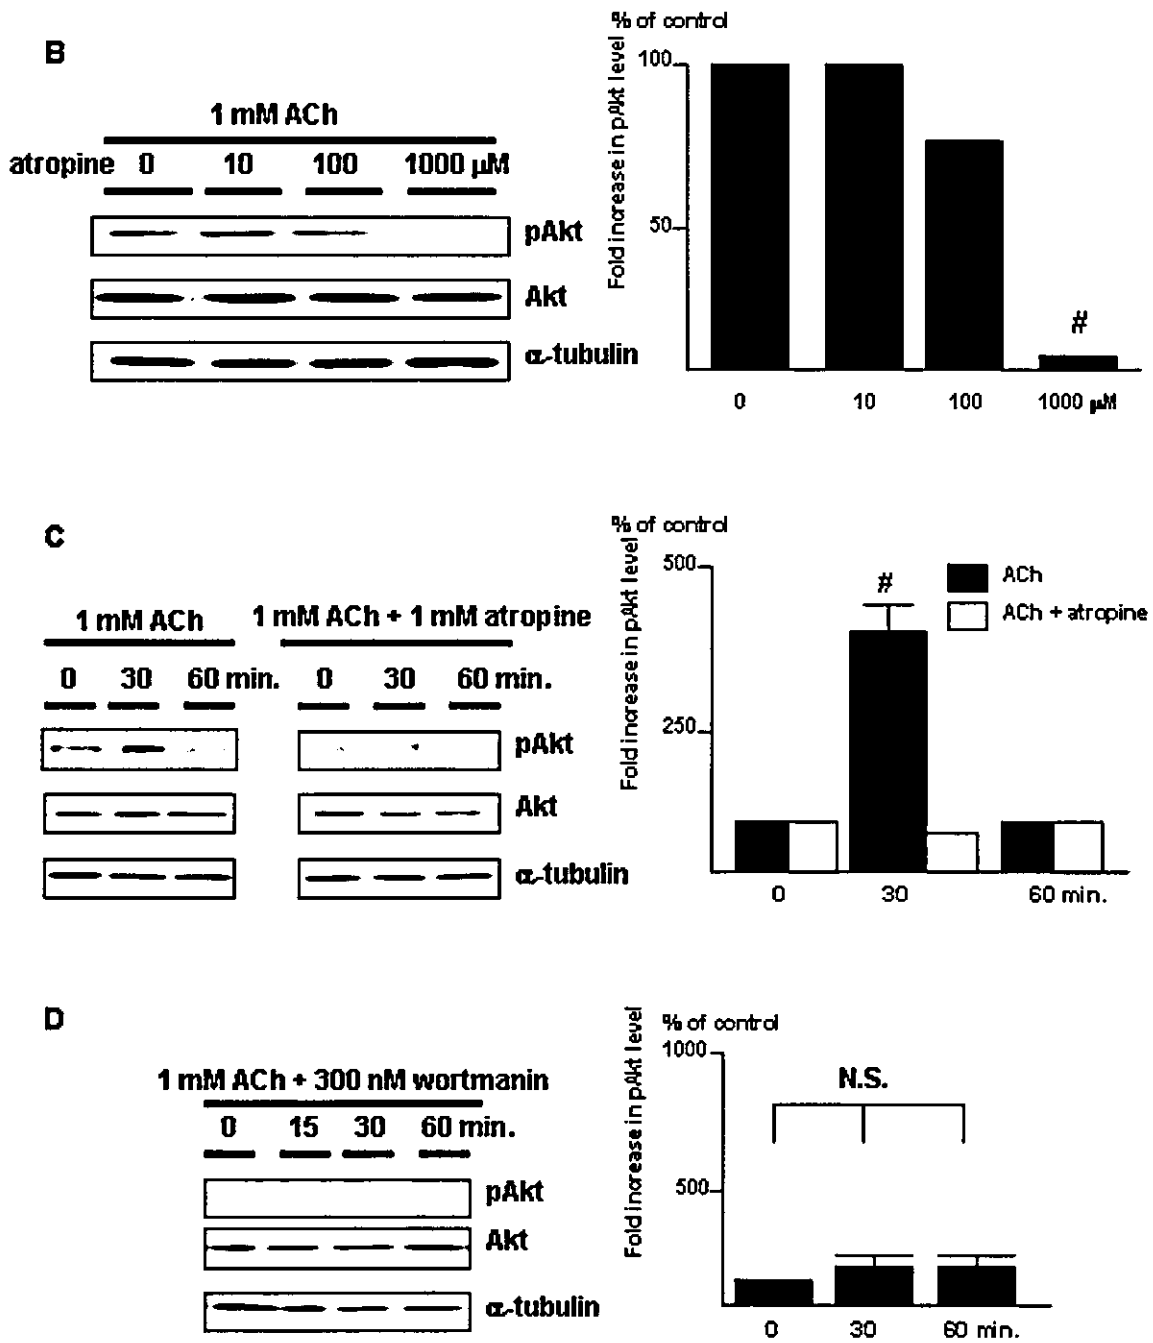 B
1 mM ACh
atropine 0 10 100 1000 μM
pAkt
Akt
α-tubulin
% of control
Fold increase in pAkt level
100
50
#
0 10 100 1000 μM
C
1 mM ACh
1 mM ACh + 1 mM atropine
0 30 60 min.
0 30 60 min.
pAkt
Akt
α-tubulin
% of control
Fold increase in pAkt level
500
250
#
ACh
ACh + atropine
0 30 60 min.
D
1 mM ACh + 300 nM wortmanin
0 15 30 60 min.
pAkt
Akt
α-tubulin
% of control
Fold increase in pAkt level
1000
500
N.S.
0 30 60 min.